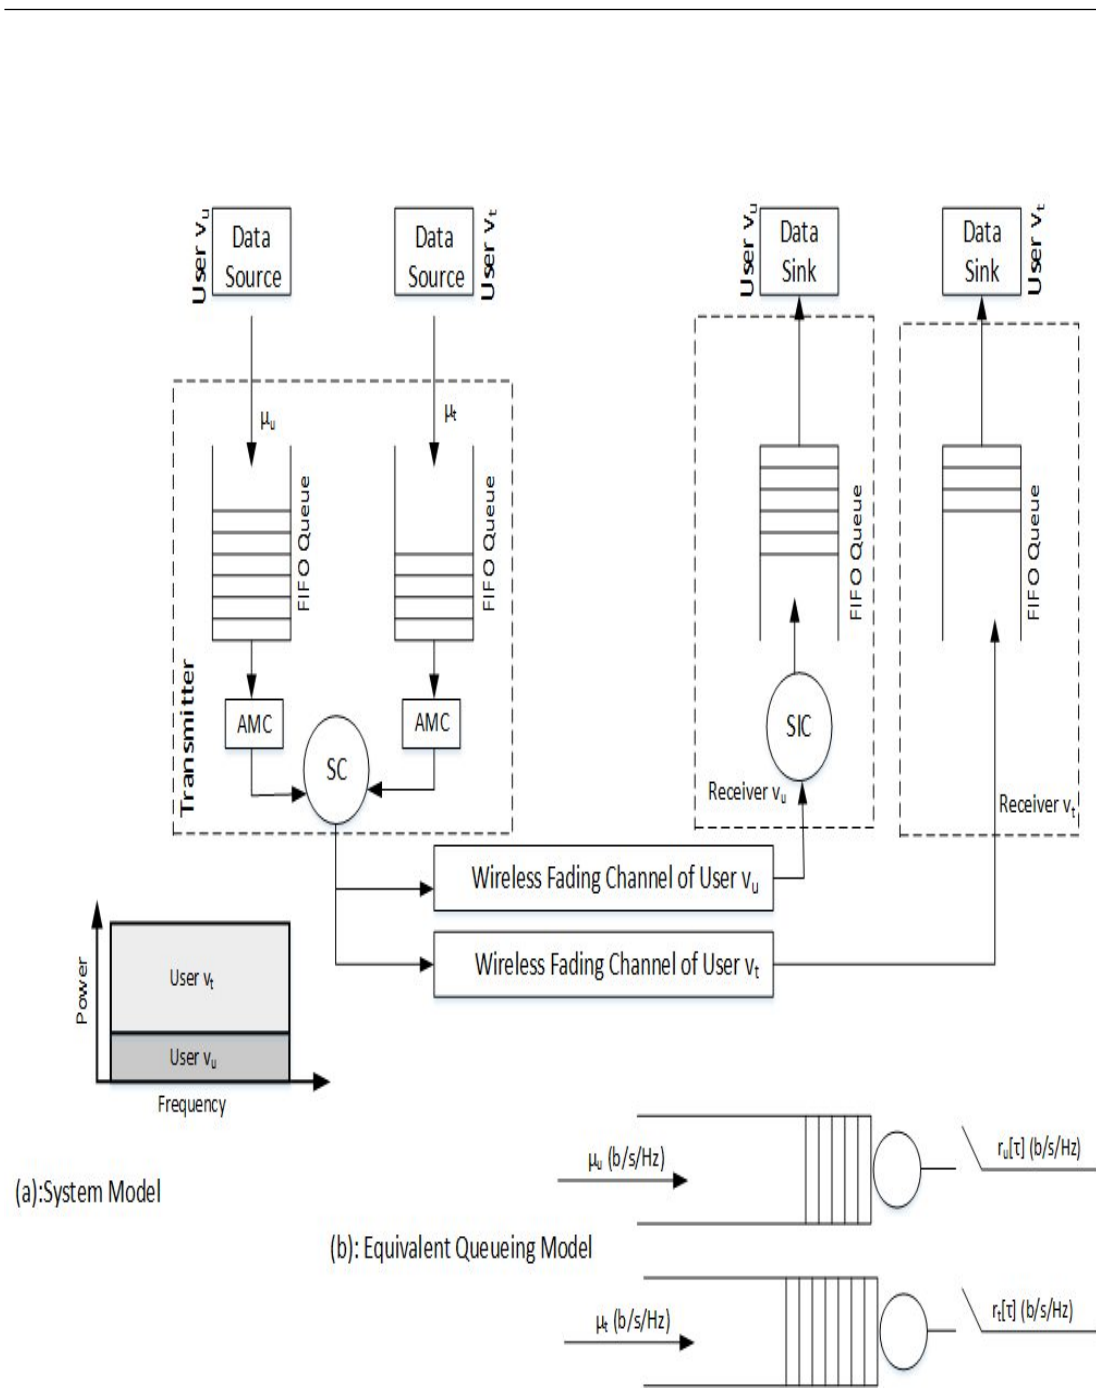 User vᵤ
Data
Source
Data
Source
User vₜ
User vᵤ
Data
Sink
Data
Sink
User vₜ
μᵤ
μₜ
FIFO Queue
FIFO Queue
FIFO Queue
FIFO Queue
Transmitter
AMC
SC
AMC
SIC
Receiver vᵤ
Receiver vₜ
Wireless Fading Channel of User vᵤ
Wireless Fading Channel of User vₜ
Power
User vₜ
User vᵤ
Frequency
(a):System Model
μᵤ (b/s/Hz)
rᵤ[τ] (b/s/Hz)
(b): Equivalent Queueing Model
μₜ (b/s/Hz)
rₜ[τ] (b/s/Hz)